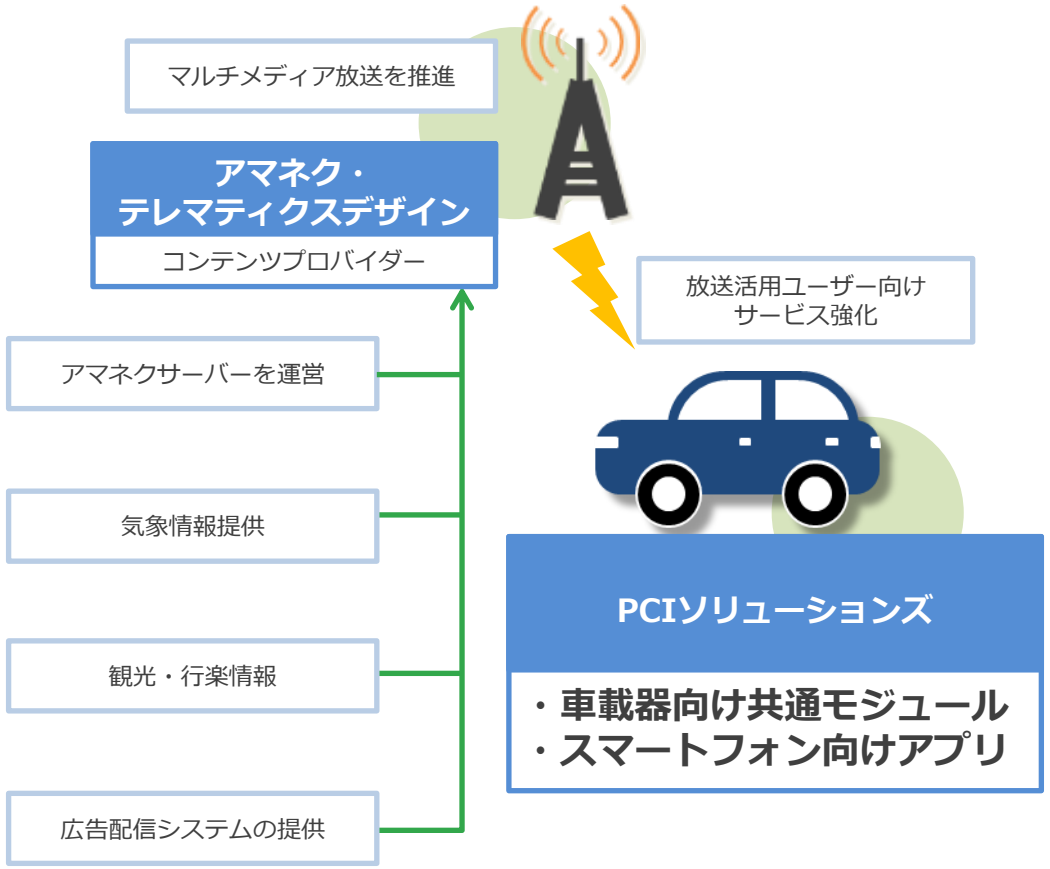 マルチメディア放送を推進
アマネク・
テレマティクスデザイン
コンテンツプロバイダー
放送活用ユーザー向け
サービス強化
アマネクサーバーを運営
気象情報提供
観光・行楽情報
広告配信システムの提供
PCIソリューションズ
・車載器向け共通モジュール
・スマートフォン向けアプリ